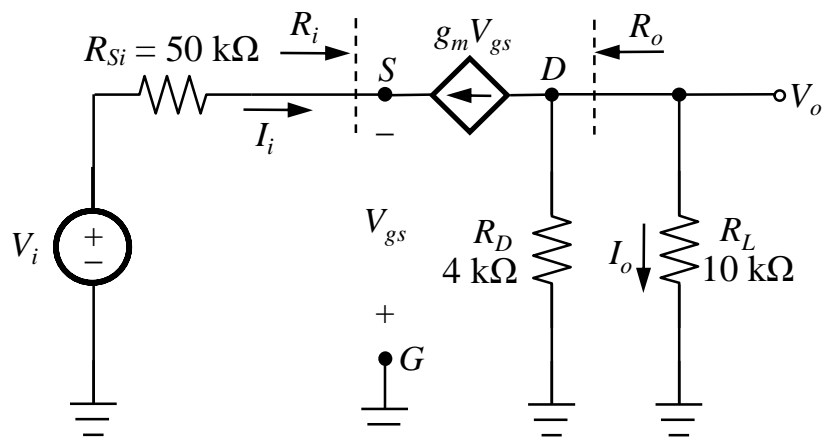 R_Si = 50 kΩ
R_i
g_mV_gs
R_o
S
D
V_o
I_i
−
V_i
+
−
V_gs
R_D
4 kΩ
I_o
R_L
10 kΩ
+
G